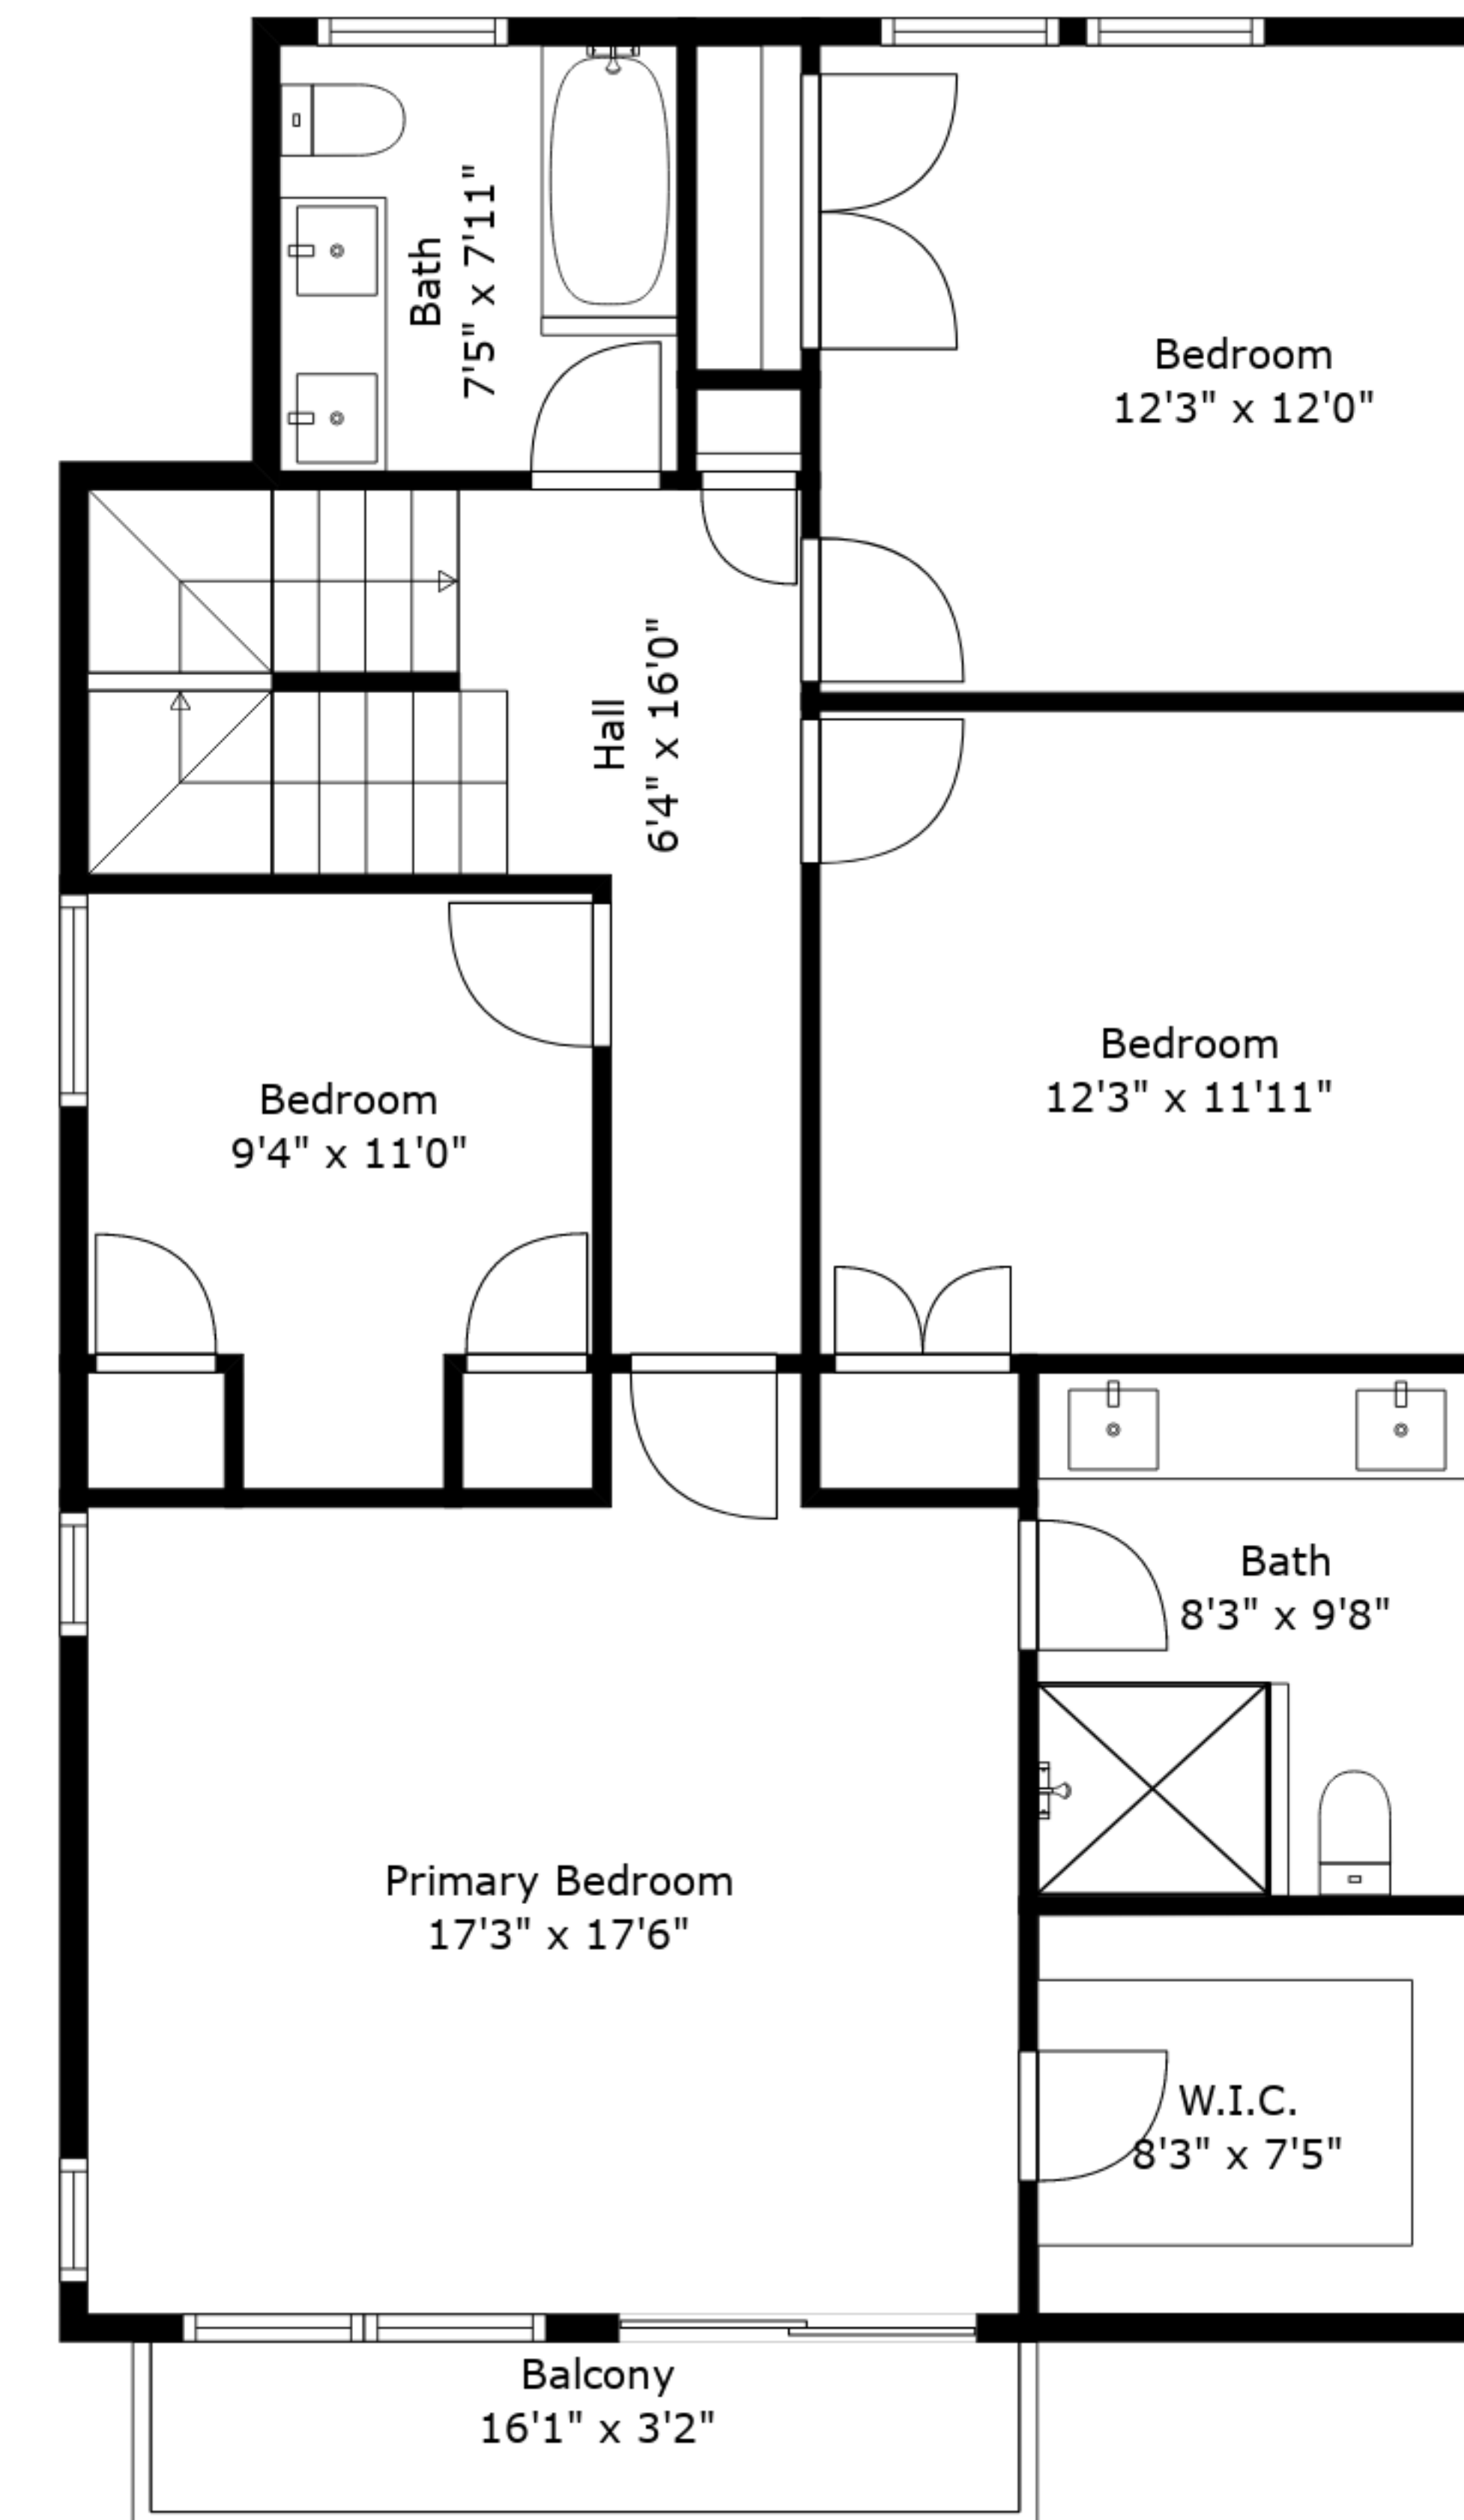 Bath
7'5" x 7'11"
Bedroom
12'3" x 12'0"
Hall
6'4" x 16'0"
Bedroom
12'3" x 11'11"
Bedroom
9'4" x 11'0"
Bath
8'3" x 9'8"
Primary Bedroom
17'3" x 17'6"
W.I.C.
8'3" x 7'5"
Balcony
16'1" x 3'2"